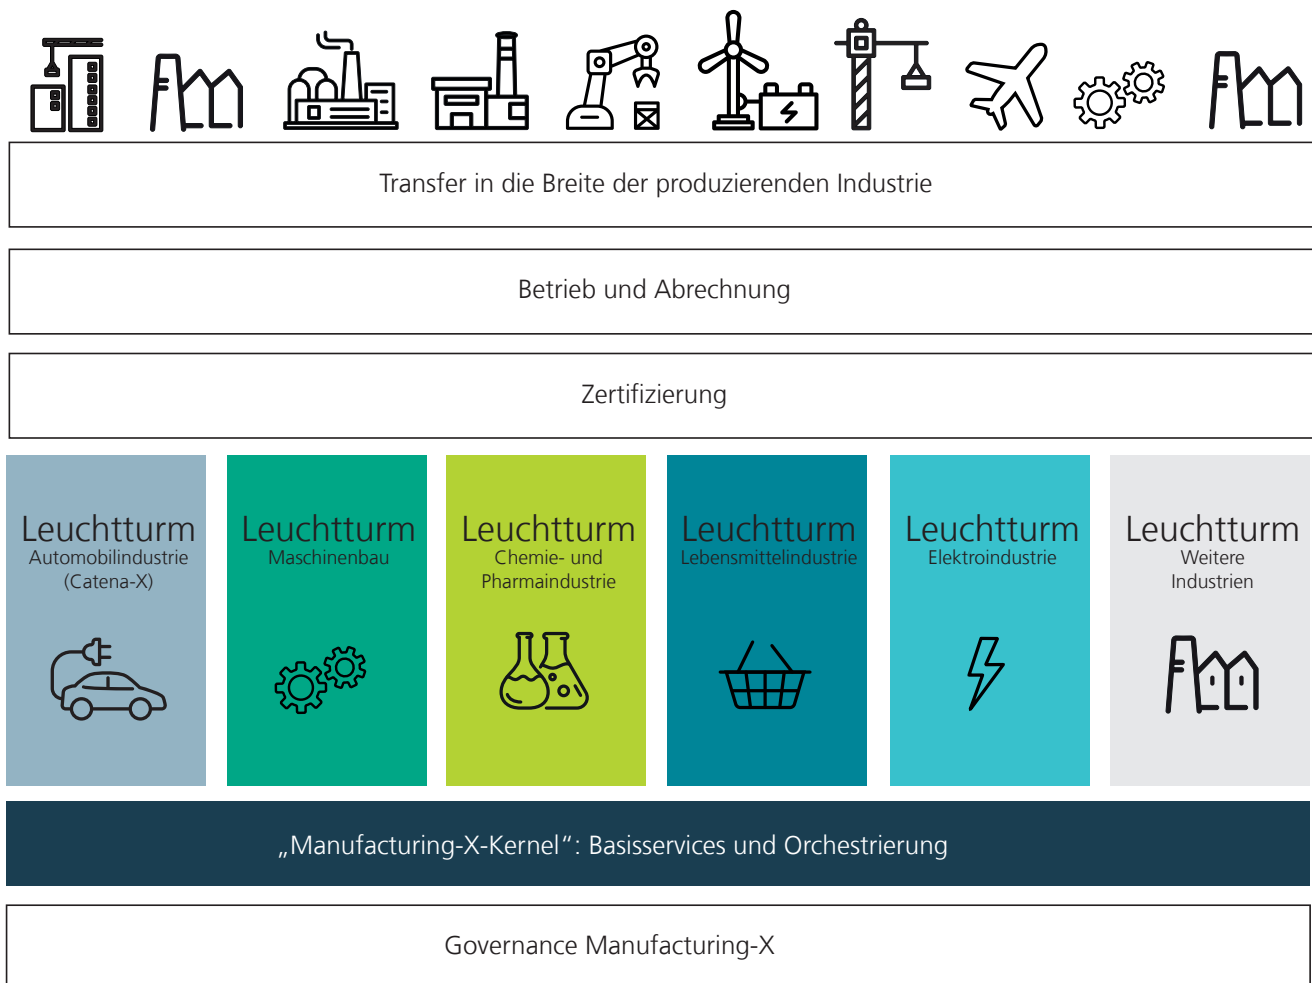 Transfer in die Breite der produzierenden Industrie
Betrieb und Abrechnung
Zertifizierung
Leuchtturm
Automobilindustrie
(Catena-X)
Leuchtturm
Maschinenbau
Leuchtturm
Chemie- und
Pharmaindustrie
Leuchtturm
Lebensmittelindustrie
Leuchtturm
Elektroindustrie
Leuchtturm
Weitere
Industrien
„Manufacturing-X-Kernel“: Basisservices und Orchestrierung
Governance Manufacturing-X